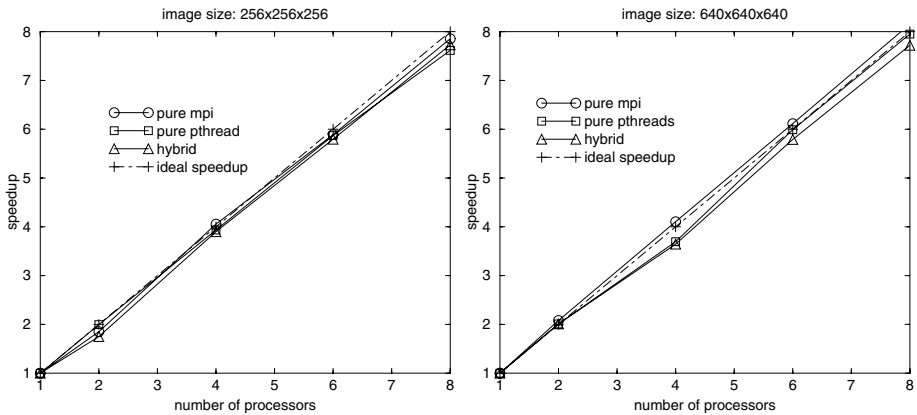 image size: 256x256x256
8
7
6
5
4
3
2
1
speedup
pure mpi
pure pthread
hybrid
ideal speedup
1 2 3 4 5 6 7 8
number of processors
image size: 640x640x640
8
7
6
5
4
3
2
1
speedup
pure mpi
pure pthreads
hybrid
ideal speedup
1 2 3 4 5 6 7 8
number of processors